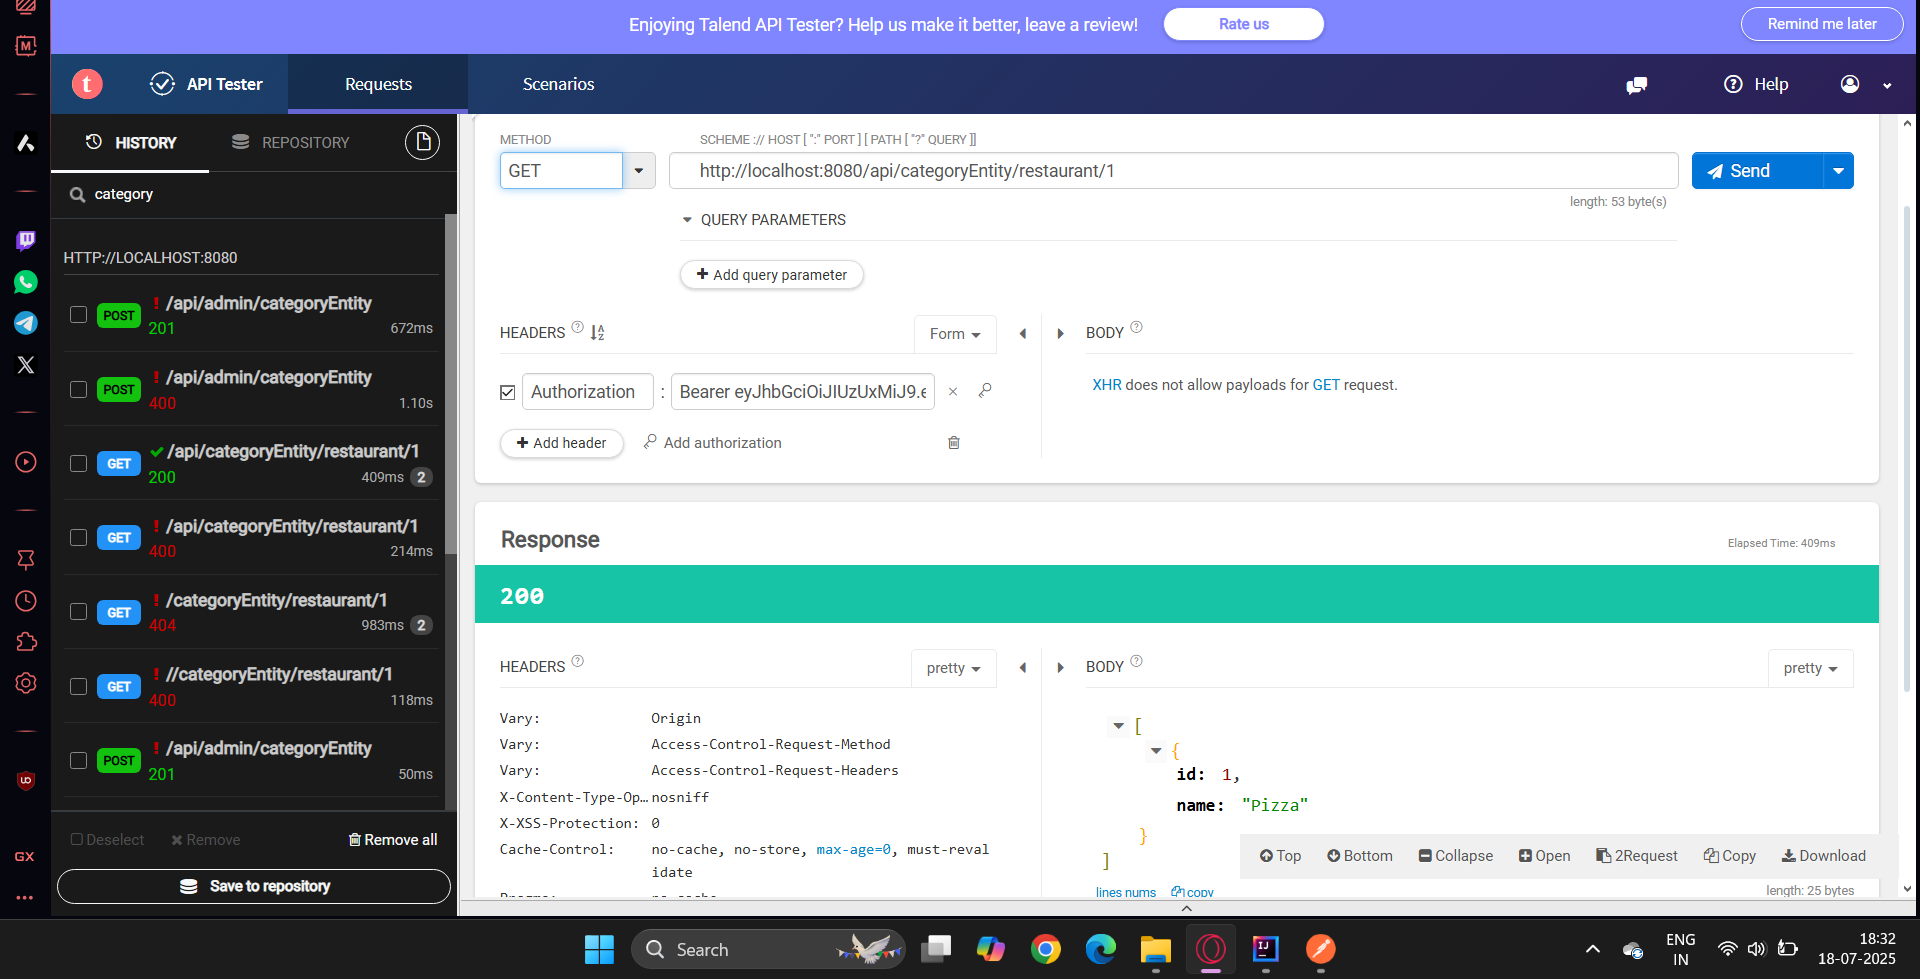 Enjoying Talend API Tester? Help us make it better, leave a review!
Rate us
Remind me later
M
t
API Tester
Requests
Scenarios
Help
HISTORY
REPOSITORY
category
HTTP://LOCALHOST:8080
POST
! /api/admin/categoryEntity
201
672ms
POST
! /api/admin/categoryEntity
400
1.10s
GET
/api/categoryEntity/restaurant/1
200
409ms 2
GET
! /api/categoryEntity/restaurant/1
400
214ms
GET
! /categoryEntity/restaurant/1
404
983ms 2
GET
! //categoryEntity/restaurant/1
400
118ms
POST
! /api/admin/categoryEntity
201
50ms
Deselect
Remove
Remove all
Save to repository
GX
METHOD
SCHEME :// HOST [ ":" PORT ] [ PATH [ "?" QUERY ]]
GET
http://localhost:8080/api/categoryEntity/restaurant/1
Send
length: 53 byte(s)
QUERY PARAMETERS
+ Add query parameter
HEADERS ?
Form
BODY ?
Authorization : Bearer eyJhbGciOiJIUzUxMiJ9.e
XHR does not allow payloads for GET request.
+ Add header
Add authorization
Response
Elapsed Time: 409ms
200
HEADERS ?
pretty
BODY ?
pretty
Vary: Origin
Vary: Access-Control-Request-Method
Vary: Access-Control-Request-Headers
X-Content-Type-Op… nosniff
X-XSS-Protection: 0
Cache-Control: no-cache, no-store, max-age=0, must-reval
idate
[
{
id: 1,
name: "Pizza"
}
]
Top
Bottom
Collapse
Open
2Request
Copy
Download
lines nums
copy
length: 25 bytes
Search
IJ
ENG
IN
18:32
18-07-2025